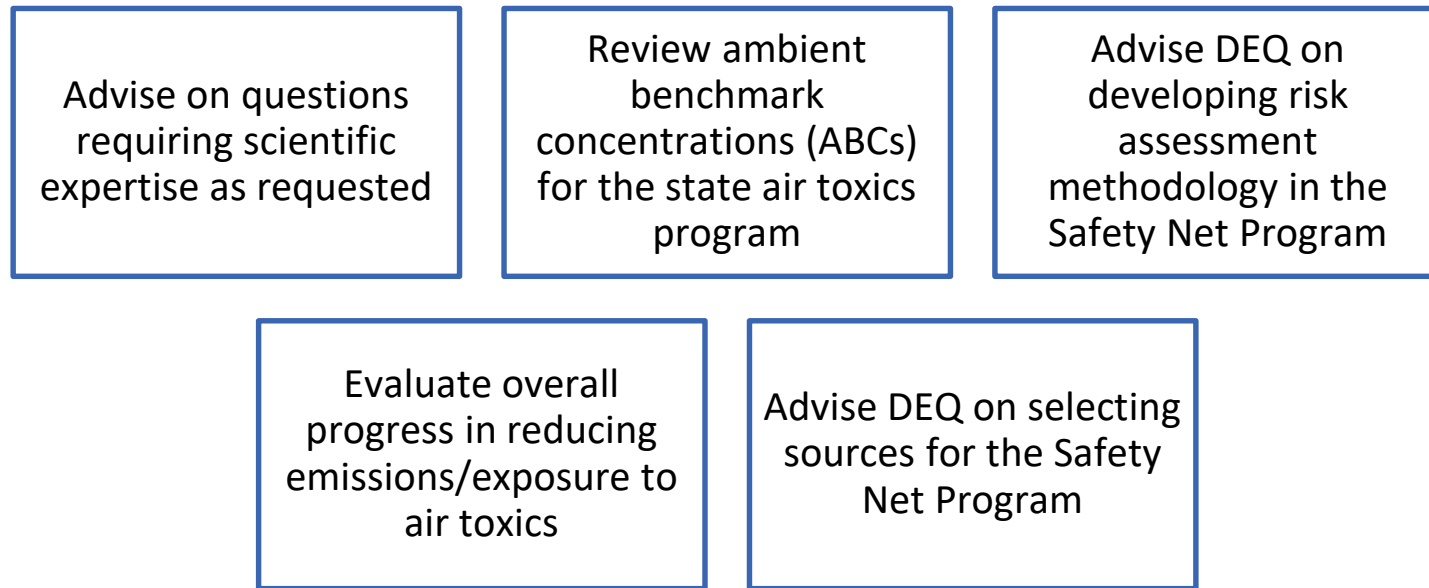 Advise on questions
requiring scientific
expertise as requested
Review ambient
benchmark
concentrations (ABCs)
for the state air toxics
program
Advise DEQ on
developing risk
assessment
methodology in the
Safety Net Program
Evaluate overall
progress in reducing
emissions/exposure to
air toxics
Advise DEQ on selecting
sources for the Safety
Net Program